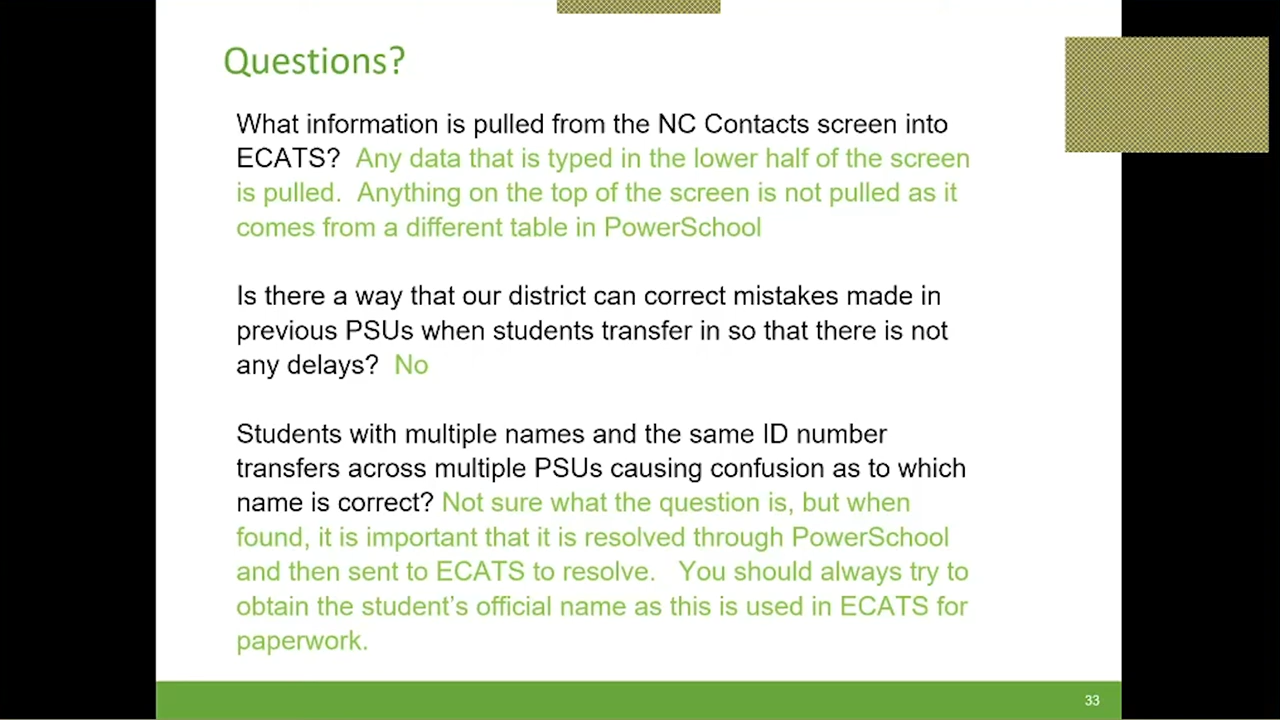 Questions?
What information is pulled from the NC Contacts screen into
ECATS?  Any data that is typed in the lower half of the screen
is pulled.  Anything on the top of the screen is not pulled as it
comes from a different table in PowerSchool
Is there a way that our district can correct mistakes made in
previous PSUs when students transfer in so that there is not
any delays?  No
Students with multiple names and the same ID number
transfers across multiple PSUs causing confusion as to which
name is correct? Not sure what the question is, but when
found, it is important that it is resolved through PowerSchool
and then sent to ECATS to resolve.   You should always try to
obtain the student’s official name as this is used in ECATS for
paperwork.
33